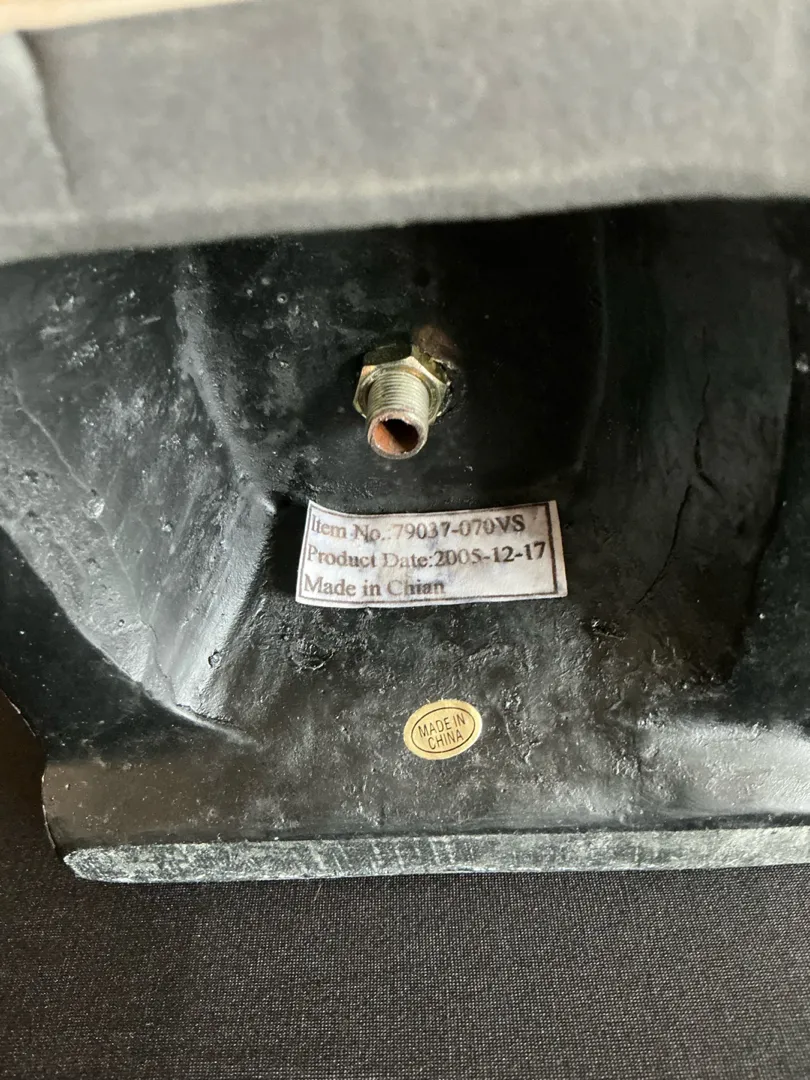 Item No.:79037-070VS
Product Date:2005-12-17
Made in Chian
MADE IN
CHINA